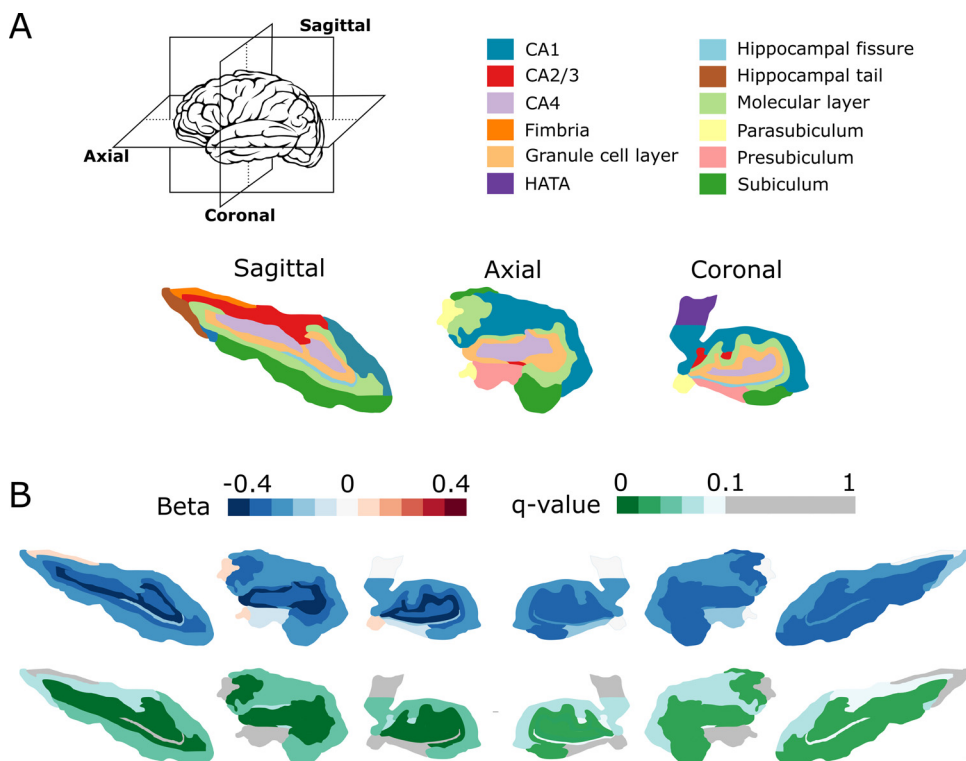 A
Sagittal
Axial
Coronal
CA1
CA2/3
CA4
Fimbria
Granule cell layer
HATA
Hippocampal fissure
Hippocampal tail
Molecular layer
Parasubiculum
Presubiculum
Subiculum
Sagittal
Axial
Coronal
B
Beta
-0.4 0 0.4
q-value
0 0.1 1